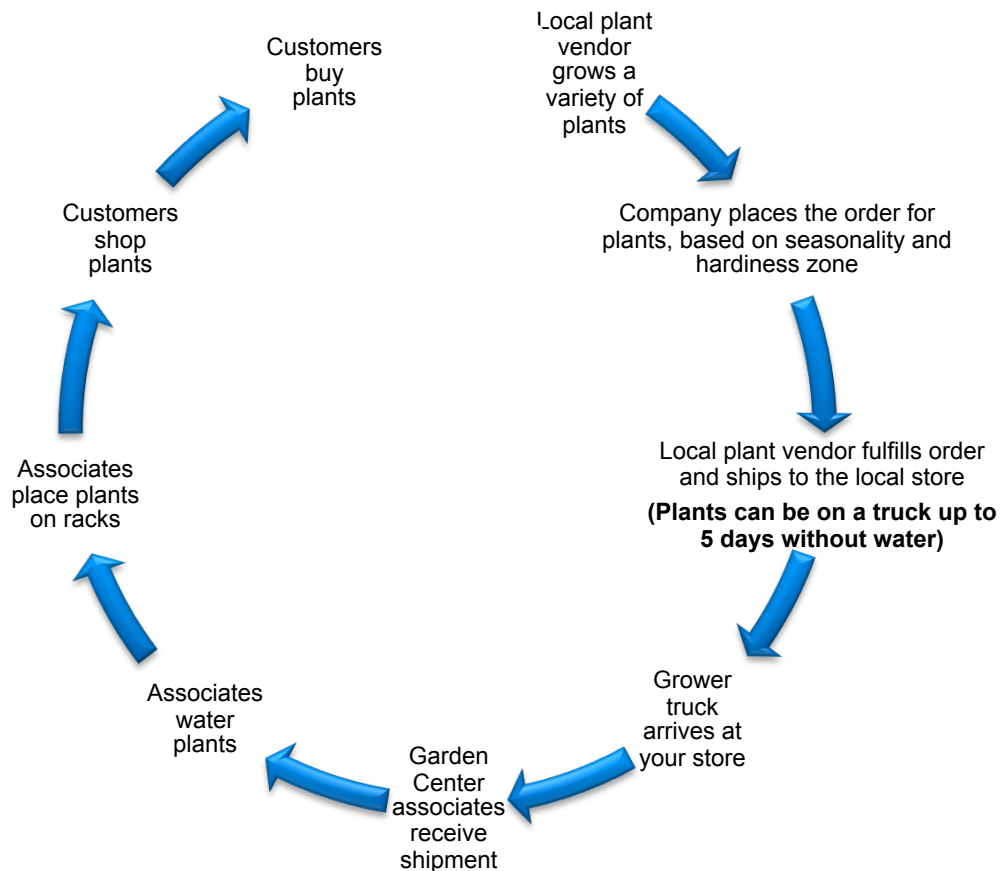 Local plant
vendor
grows a
variety of
plants
Company places the order for
plants, based on seasonality and
hardiness zone
Local plant vendor fulfills order
and ships to the local store
(Plants can be on a truck up to
5 days without water)
Grower
truck
arrives at
your store
Garden
Center
associates
receive
shipment
Associates
water
plants
Associates
place plants
on racks
Customers
shop
plants
Customers
buy
plants